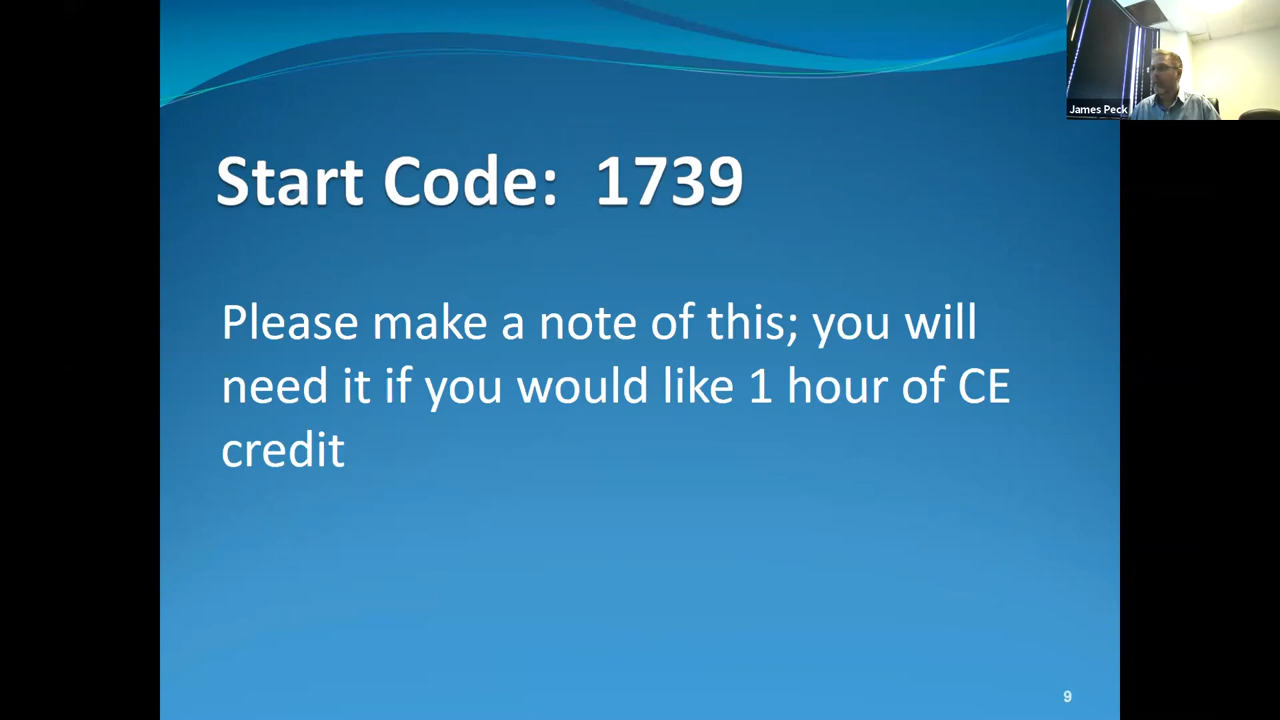 James Peck
Start Code:  1739
Please make a note of this; you will
need it if you would like 1 hour of CE
credit
9